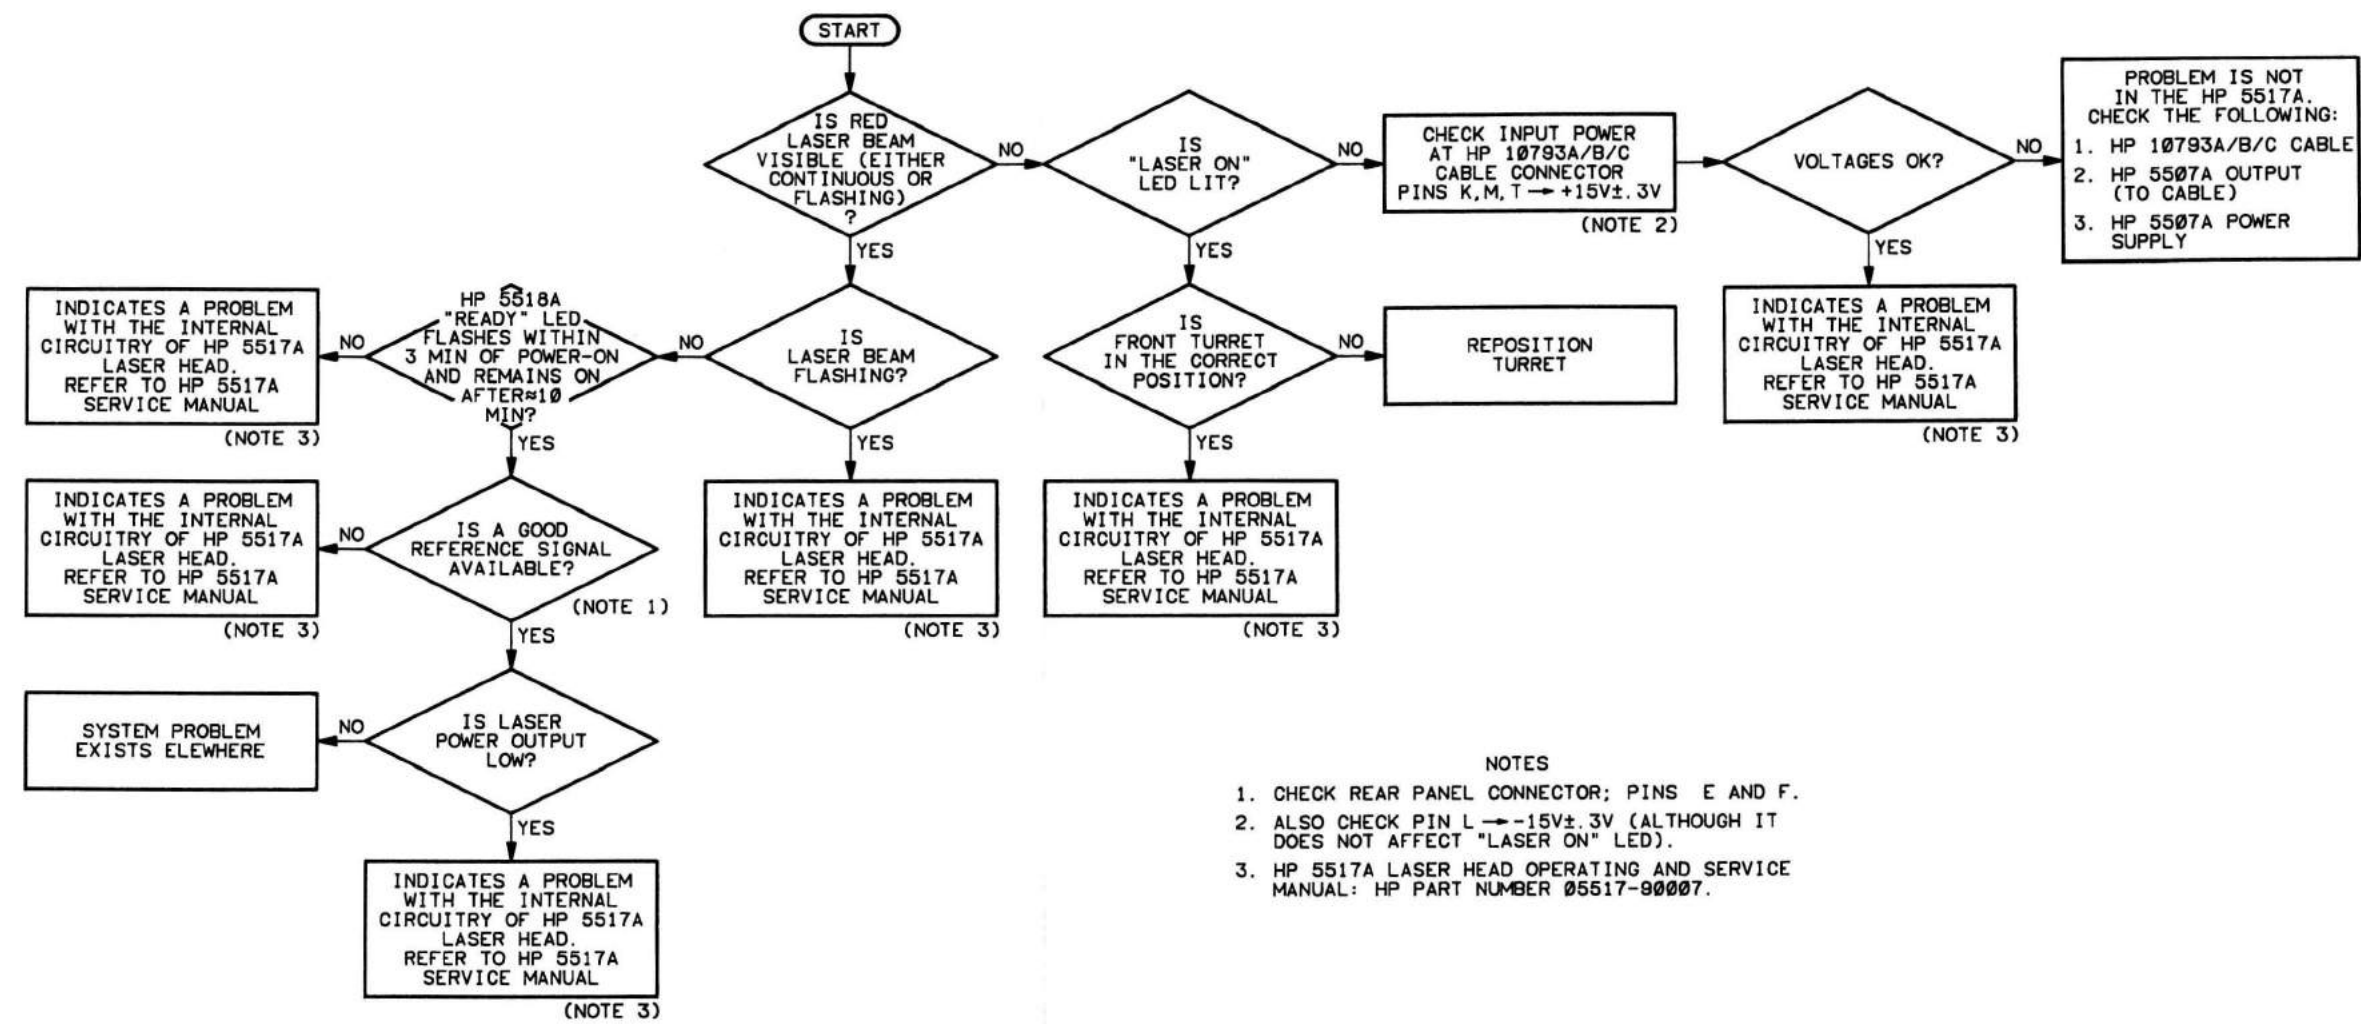 START
IS RED
LASER BEAM
VISIBLE (EITHER
CONTINUOUS OR
FLASHING)
?
NO
YES
IS
"LASER ON"
LED LIT?
NO
YES
CHECK INPUT POWER
AT HP 10793A/B/C
CABLE CONNECTOR
PINS K,M,T→+15V±.3V
(NOTE 2)
VOLTAGES OK?
NO
YES
PROBLEM IS NOT
IN THE HP 5517A.
CHECK THE FOLLOWING:
1. HP 10793A/B/C CABLE
2. HP 5507A OUTPUT
(TO CABLE)
3. HP 5507A POWER
SUPPLY
INDICATES A PROBLEM
WITH THE INTERNAL
CIRCUITRY OF HP 5517A
LASER HEAD.
REFER TO HP 5517A
SERVICE MANUAL
(NOTE 3)
NO
HP 5518A
"READY" LED
FLASHES WITHIN
3 MIN OF POWER-ON
AND REMAINS ON
AFTER≈10
MIN?
YES
NO
IS
LASER BEAM
FLASHING?
YES
IS
FRONT TURRET
IN THE CORRECT
POSITION?
NO
YES
REPOSITION
TURRET
INDICATES A PROBLEM
WITH THE INTERNAL
CIRCUITRY OF HP 5517A
LASER HEAD.
REFER TO HP 5517A
SERVICE MANUAL
(NOTE 3)
INDICATES A PROBLEM
WITH THE INTERNAL
CIRCUITRY OF HP 5517A
LASER HEAD.
REFER TO HP 5517A
SERVICE MANUAL
(NOTE 3)
NO
IS A GOOD
REFERENCE SIGNAL
AVAILABLE?
(NOTE 1)
YES
INDICATES A PROBLEM
WITH THE INTERNAL
CIRCUITRY OF HP 5517A
LASER HEAD.
REFER TO HP 5517A
SERVICE MANUAL
(NOTE 3)
INDICATES A PROBLEM
WITH THE INTERNAL
CIRCUITRY OF HP 5517A
LASER HEAD.
REFER TO HP 5517A
SERVICE MANUAL
(NOTE 3)
SYSTEM PROBLEM
EXISTS ELEWHERE
NO
IS LASER
POWER OUTPUT
LOW?
YES
INDICATES A PROBLEM
WITH THE INTERNAL
CIRCUITRY OF HP 5517A
LASER HEAD.
REFER TO HP 5517A
SERVICE MANUAL
(NOTE 3)
NOTES
1. CHECK REAR PANEL CONNECTOR; PINS E AND F.
2. ALSO CHECK PIN L→-15V±.3V (ALTHOUGH IT
DOES NOT AFFECT "LASER ON" LED).
3. HP 5517A LASER HEAD OPERATING AND SERVICE
MANUAL: HP PART NUMBER 05517-90007.